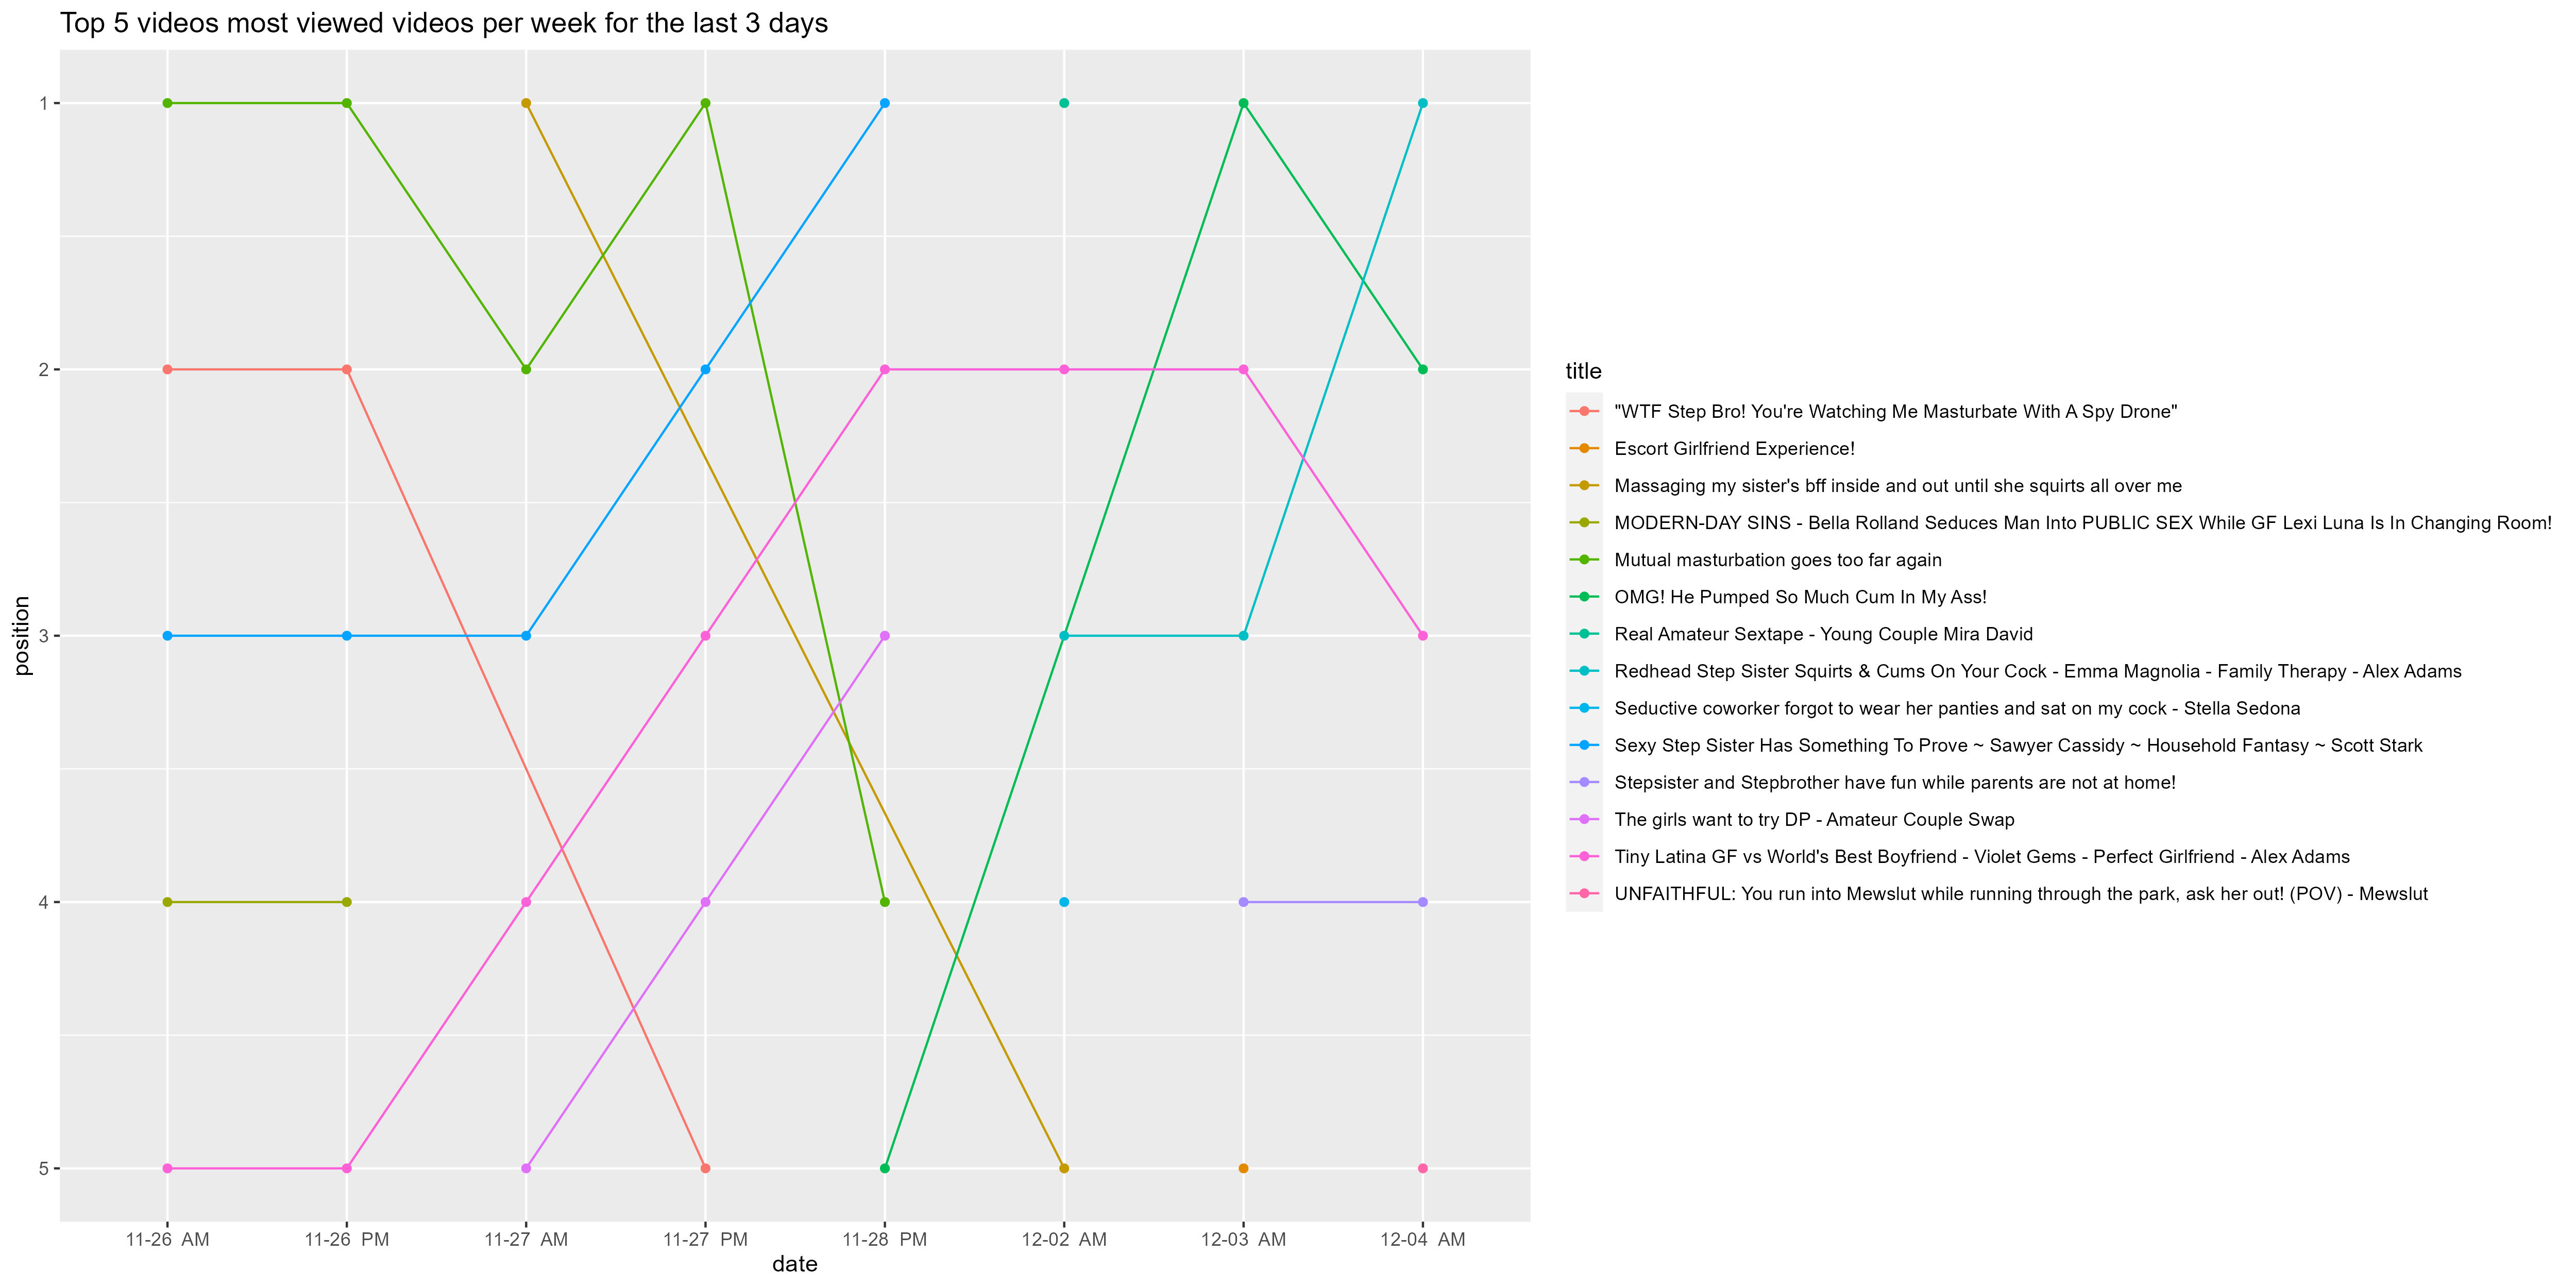 Top 5 videos most viewed videos per week for the last 3 days
position
1
2
3
4
5
11-26 AM
11-26 PM
11-27 AM
11-27 PM
11-28 PM
12-02 AM
12-03 AM
12-04 AM
date
title
"WTF Step Bro! You're Watching Me Masturbate With A Spy Drone"
Escort Girlfriend Experience!
Massaging my sister's bff inside and out until she squirts all over me
MODERN-DAY SINS - Bella Rolland Seduces Man Into PUBLIC SEX While GF Lexi Luna Is In Changing Room!
Mutual masturbation goes too far again
OMG! He Pumped So Much Cum In My Ass!
Real Amateur Sextape - Young Couple Mira David
Redhead Step Sister Squirts & Cums On Your Cock - Emma Magnolia - Family Therapy - Alex Adams
Seductive coworker forgot to wear her panties and sat on my cock - Stella Sedona
Sexy Step Sister Has Something To Prove ~ Sawyer Cassidy ~ Household Fantasy ~ Scott Stark
Stepsister and Stepbrother have fun while parents are not at home!
The girls want to try DP - Amateur Couple Swap
Tiny Latina GF vs World's Best Boyfriend - Violet Gems - Perfect Girlfriend - Alex Adams
UNFAITHFUL: You run into Mewslut while running through the park, ask her out! (POV) - Mewslut